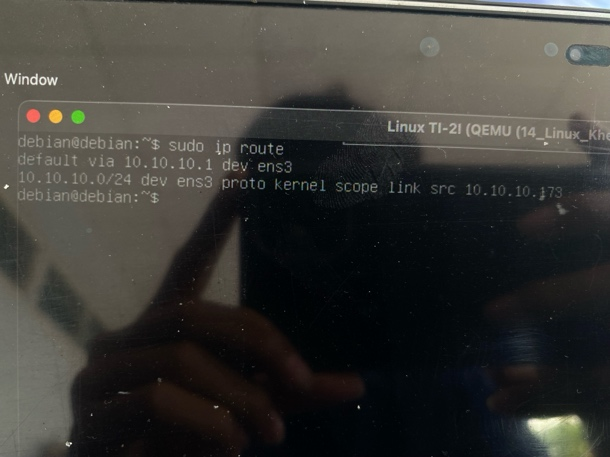 Window
Linux TI-2I (QEMU (14_Linux_Khe
debian@debian:~$ sudo ip route
default via 10.10.10.1 dev ens3
10.10.10.0/24 dev ens3 proto kernel scope link src 10.10.10.173
debian@debian:~$